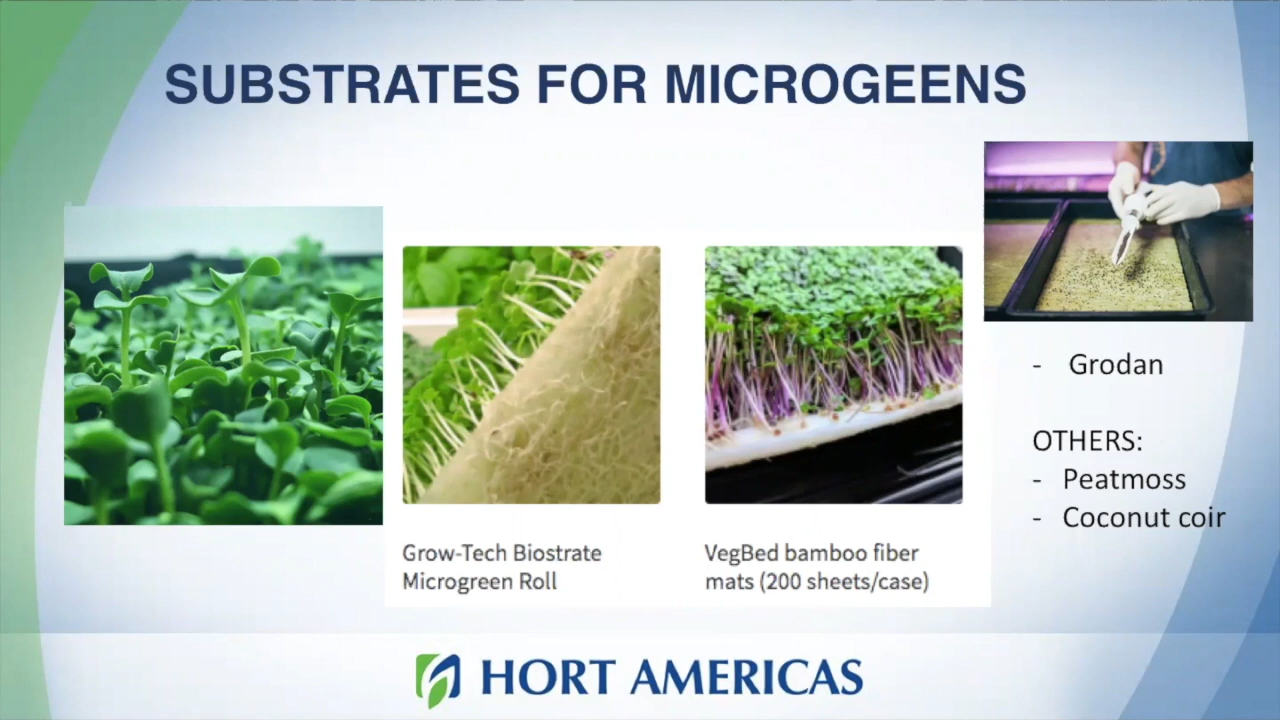 SUBSTRATES FOR MICROGEENS
Grow-Tech Biostrate
Microgreen Roll
VegBed bamboo fiber
mats (200 sheets/case)
- Grodan
OTHERS:
- Peatmoss
- Coconut coir
HORT AMERICAS